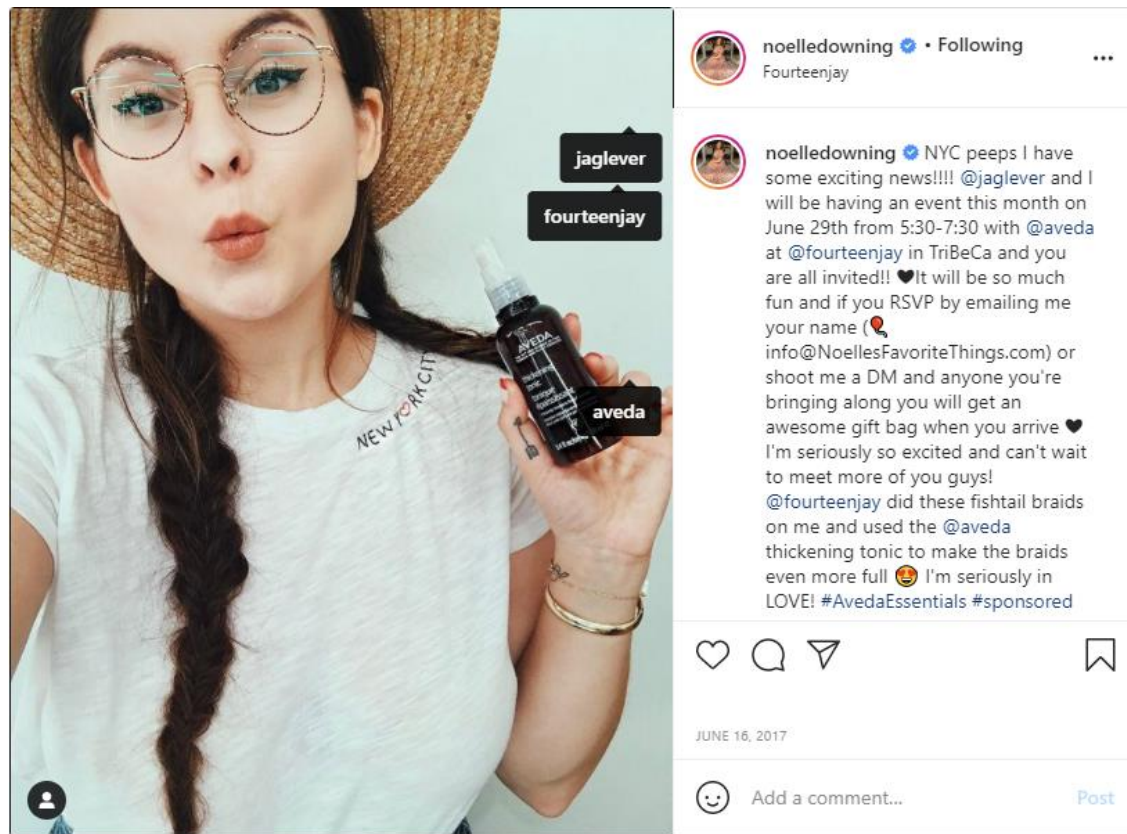 jaglever
fourteenjay
AVEDA
thickening
tonic
tonique
épaississant
aveda
NEW YORK CITY
noelledowning • Following
Fourteenjay
noelledowning NYC peeps I have
some exciting news!!!! @jaglever and I
will be having an event this month on
June 29th from 5:30-7:30 with @aveda
at @fourteenjay in TriBeCa and you
are all invited!! 🖤It will be so much
fun and if you RSVP by emailing me
your name (🎈
info@NoellesFavoriteThings.com) or
shoot me a DM and anyone you're
bringing along you will get an
awesome gift bag when you arrive 🖤
I'm seriously so excited and can't wait
to meet more of you guys!
@fourteenjay did these fishtail braids
on me and used the @aveda
thickening tonic to make the braids
even more full 😍 I'm seriously in
LOVE! #AvedaEssentials #sponsored
JUNE 16, 2017
Add a comment...
Post